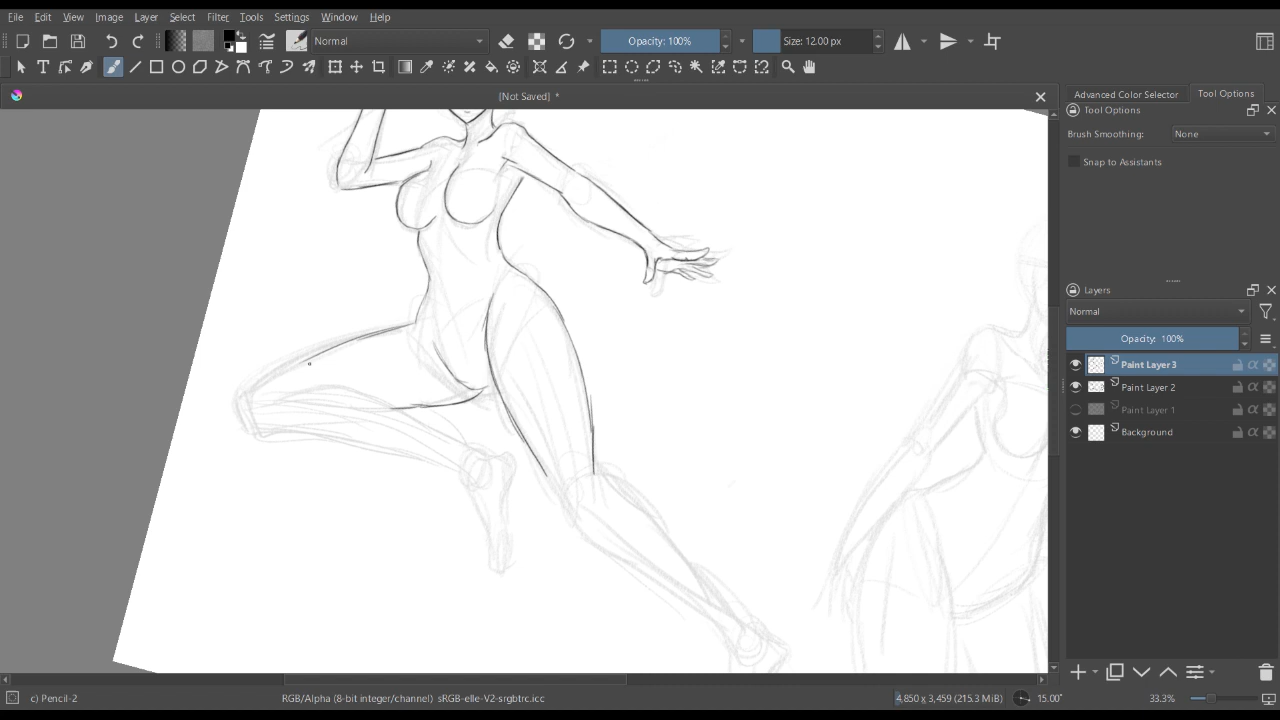 File Edit View Image Layer Select Filter Tools Settings Window Help
Normal Opacity: 100% Size: 12.00 px
[Not Saved] *
Advanced Color Selector Tool Options
Tool Options
Brush Smoothing: None
Snap to Assistants
Layers
Normal
Opacity: 100%
Paint Layer 3
Paint Layer 2
Paint Layer 1
Background
c) Pencil-2 RGB/Alpha (8-bit integer/channel) sRGB-elle-V2-srgbtrc.icc 4,850 x 3,459 (215.3 MiB) 15.00° 33.3%